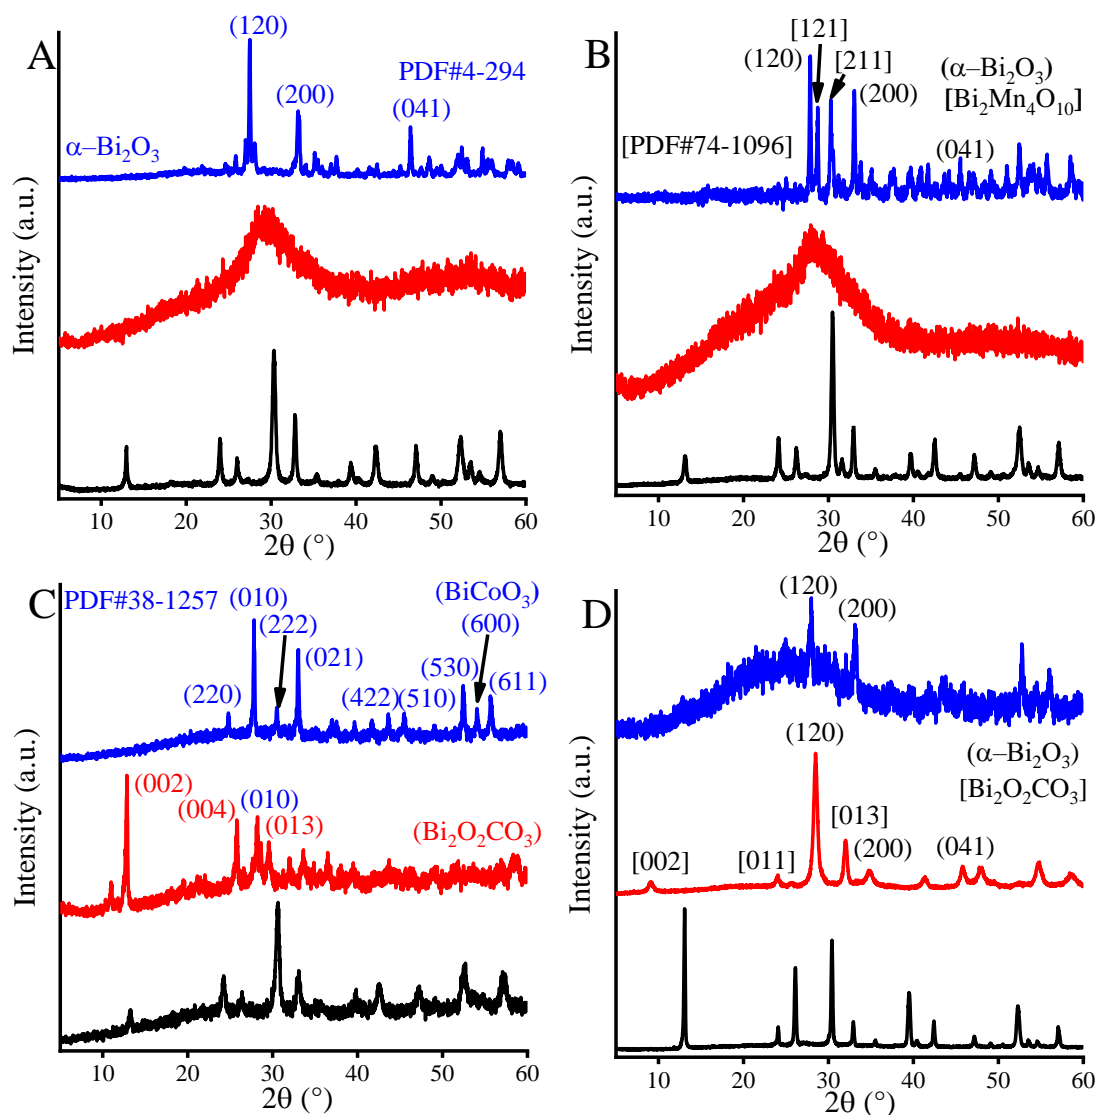 A
(120)
PDF#4-294
(200)
(041)
α–Bi₂O₃
Intensity (a.u.)
10 20 30 40 50 60
2θ (°)
B
[121]
(120)
[211]
(α–Bi₂O₃)
(200)
[Bi₂Mn₄O₁₀]
[PDF#74-1096]
(041)
Intensity (a.u.)
10 20 30 40 50 60
2θ (°)
C
PDF#38-1257
(010)
(BiCoO₃)
(222)
(600)
(021)
(530)
(220)
(422)
(510)
(611)
(002)
(004)
(010)
(013)
(Bi₂O₂CO₃)
Intensity (a.u.)
10 20 30 40 50 60
2θ (°)
D
(120)
(200)
(120)
(α–Bi₂O₃)
[Bi₂O₂CO₃]
[013]
[002]
[011]
(200)
(041)
Intensity (a.u.)
10 20 30 40 50 60
2θ (°)